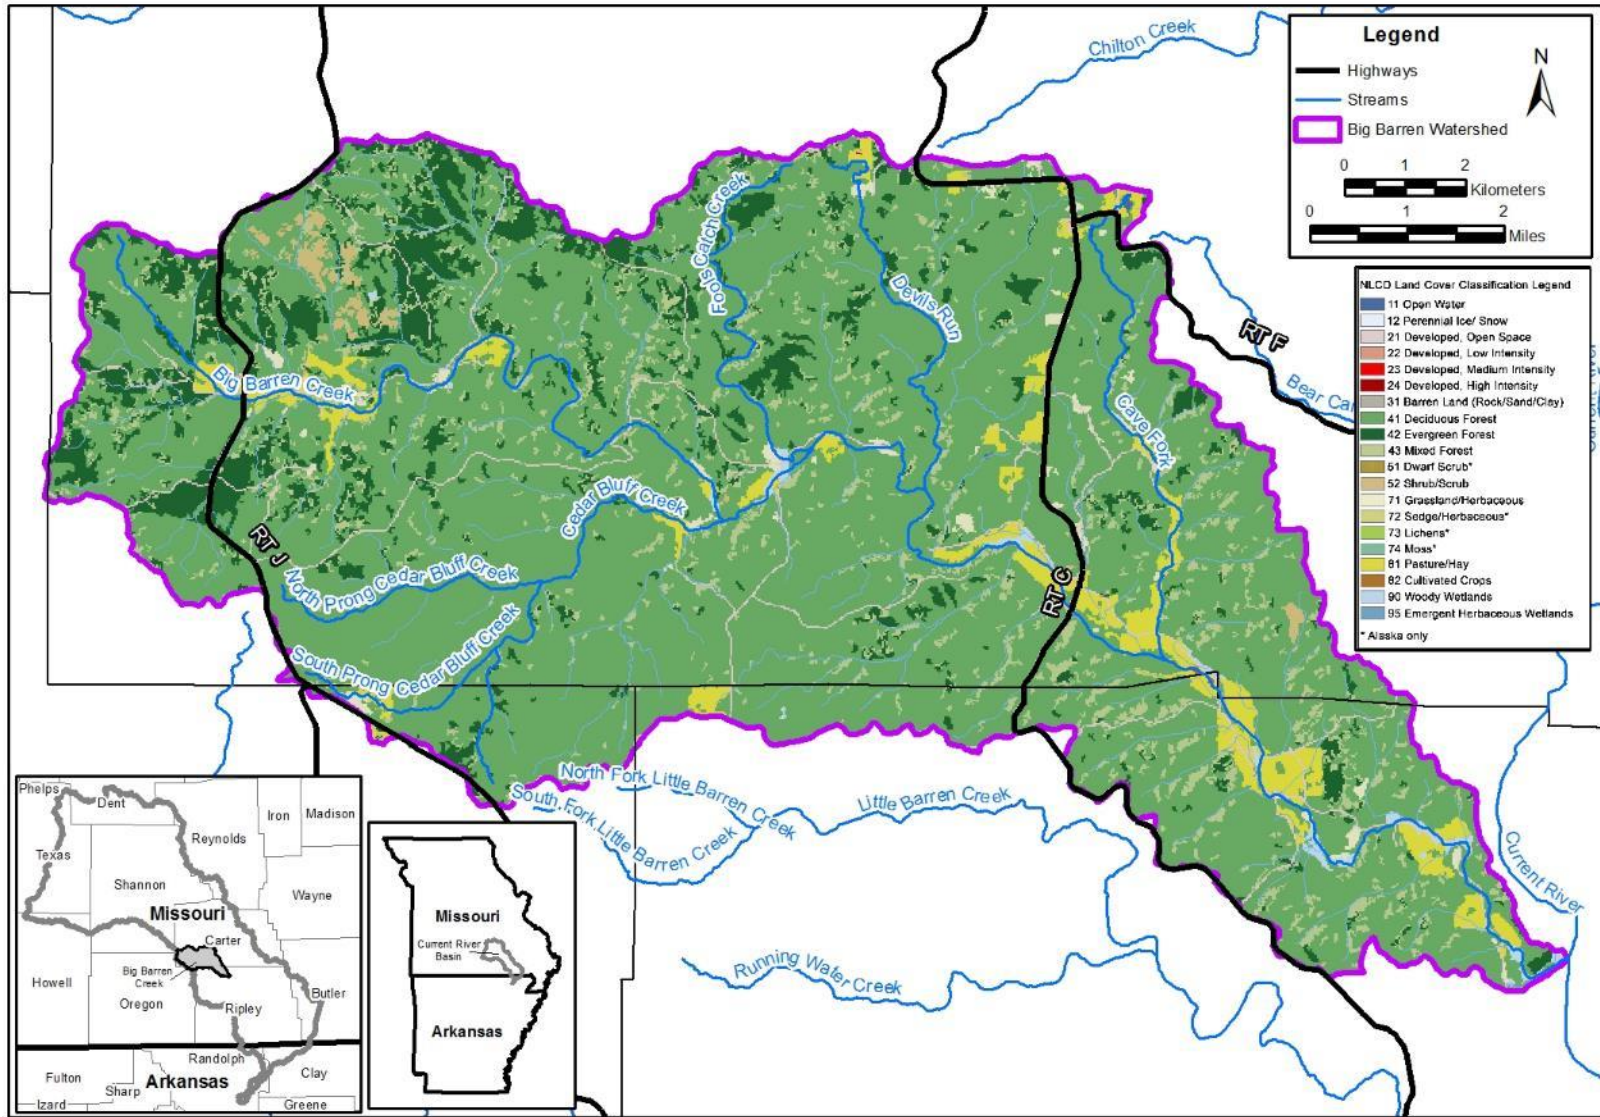 Chilton Creek
Legend
Highways
Streams
Big Barren Watershed
N
0 1 2
Kilometers
0 1 2
Miles
NLCD Land Cover Classification Legend
11 Open Water
12 Perennial Ice/ Snow
21 Developed, Open Space
22 Developed, Low Intensity
23 Developed, Medium Intensity
24 Developed, High Intensity
31 Barren Land (Rock/Sand/Clay)
41 Deciduous Forest
42 Evergreen Forest
43 Mixed Forest
51 Dwarf Scrub*
52 Shrub/Scrub
71 Grassland/Herbaceous
72 Sedge/Herbaceous*
73 Lichens*
74 Moss*
81 Pasture/Hay
82 Cultivated Crops
90 Woody Wetlands
95 Emergent Herbaceous Wetlands
* Alaska only
Fools Catch Creek
Devils Run
RT F
Bear
Big Barren Creek
Cave Fork
Cedar Bluff Creek
RT J
North Prong Cedar Bluff Creek
RT C
South Prong Cedar Bluff Creek
North Fork Little Barren Creek
South Fork Little Barren Creek
Little Barren Creek
Current River
Running Water Creek
Phelps
Dent
Iron
Madison
Reynolds
Texas
Shannon
Wayne
Missouri
Carter
Big Barren
Creek
Howell
Oregon
Ripley
Butler
Randolph
Fulton
Sharp
Arkansas
Clay
Izard
Greene
Missouri
Current River
Basin
Arkansas